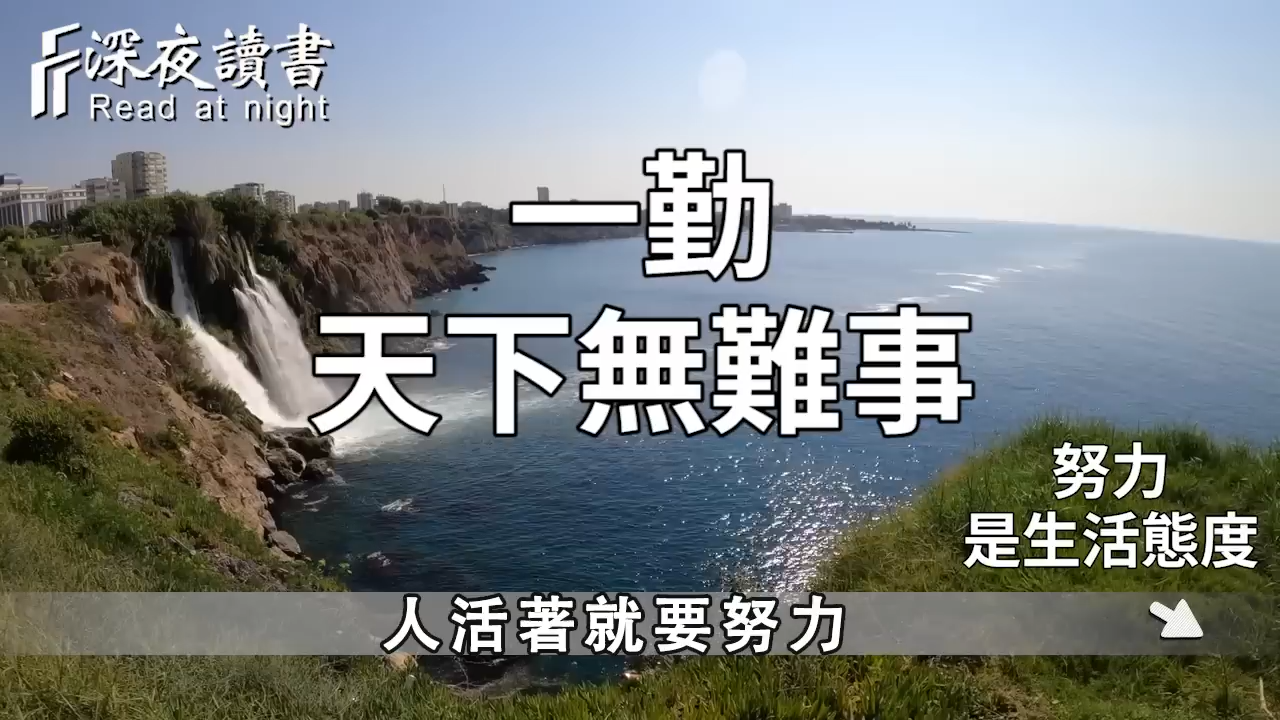 深夜讀書
Read at night
一勤
天下無難事
努力
是生活態度
人活著就要努力